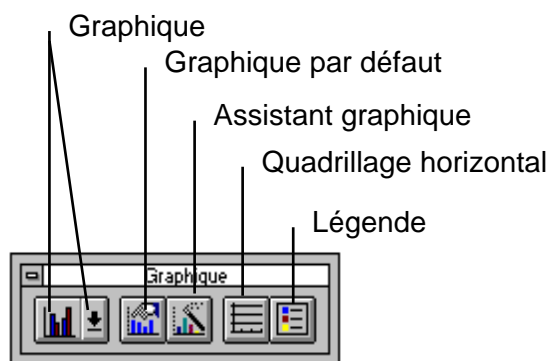 Graphique
Graphique par défaut
Assistant graphique
Quadrillage horizontal
Légende
Graphique